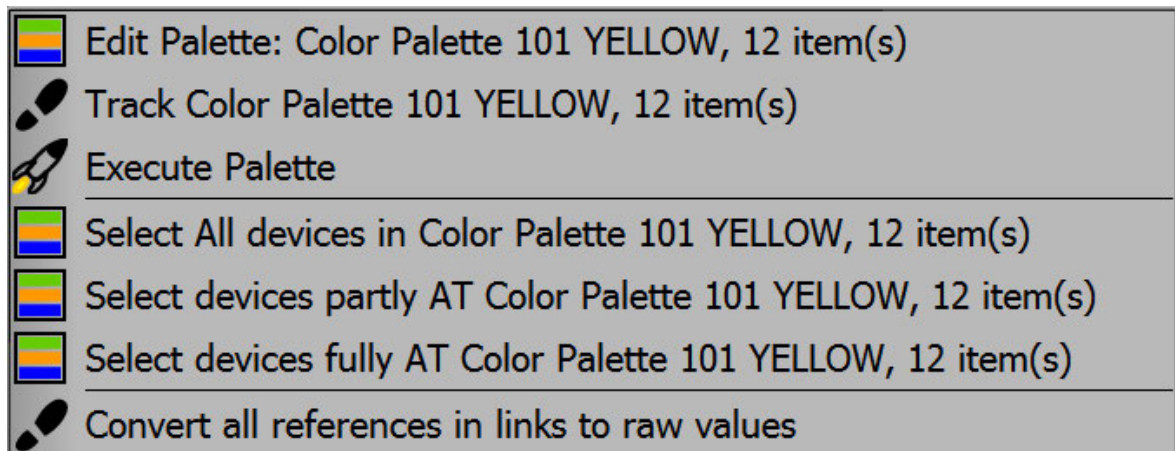 Edit Palette: Color Palette 101 YELLOW, 12 item(s)
Track Color Palette 101 YELLOW, 12 item(s)
Execute Palette
Select All devices in Color Palette 101 YELLOW, 12 item(s)
Select devices partly AT Color Palette 101 YELLOW, 12 item(s)
Select devices fully AT Color Palette 101 YELLOW, 12 item(s)
Convert all references in links to raw values